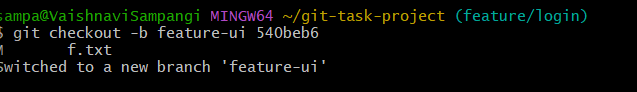 sampa@VaishnaviSampangi MINGW64 ~/git-task-project (feature/login)
$ git checkout -b feature-ui 540beb6
M       f.txt
Switched to a new branch 'feature-ui'